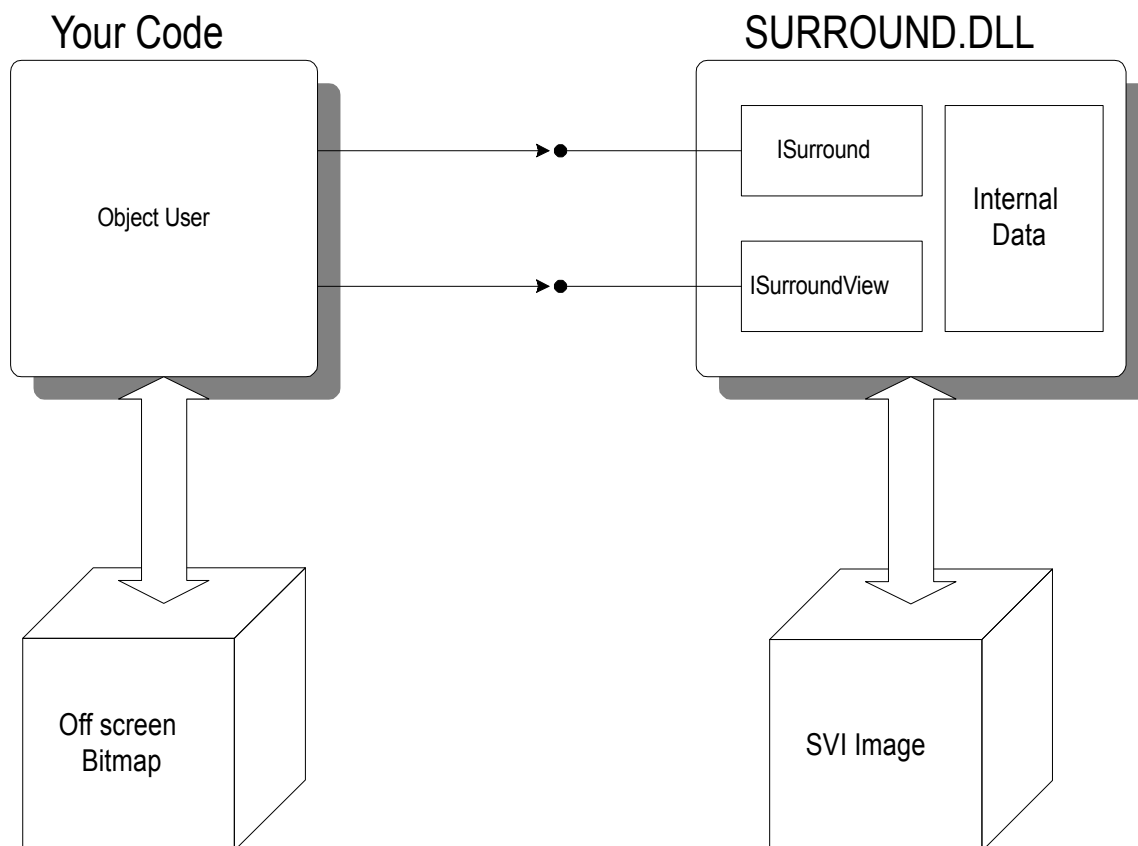 Your Code
SURROUND.DLL
Object User
ISurround
ISurroundView
Internal
Data
Off screen
Bitmap
SVI Image